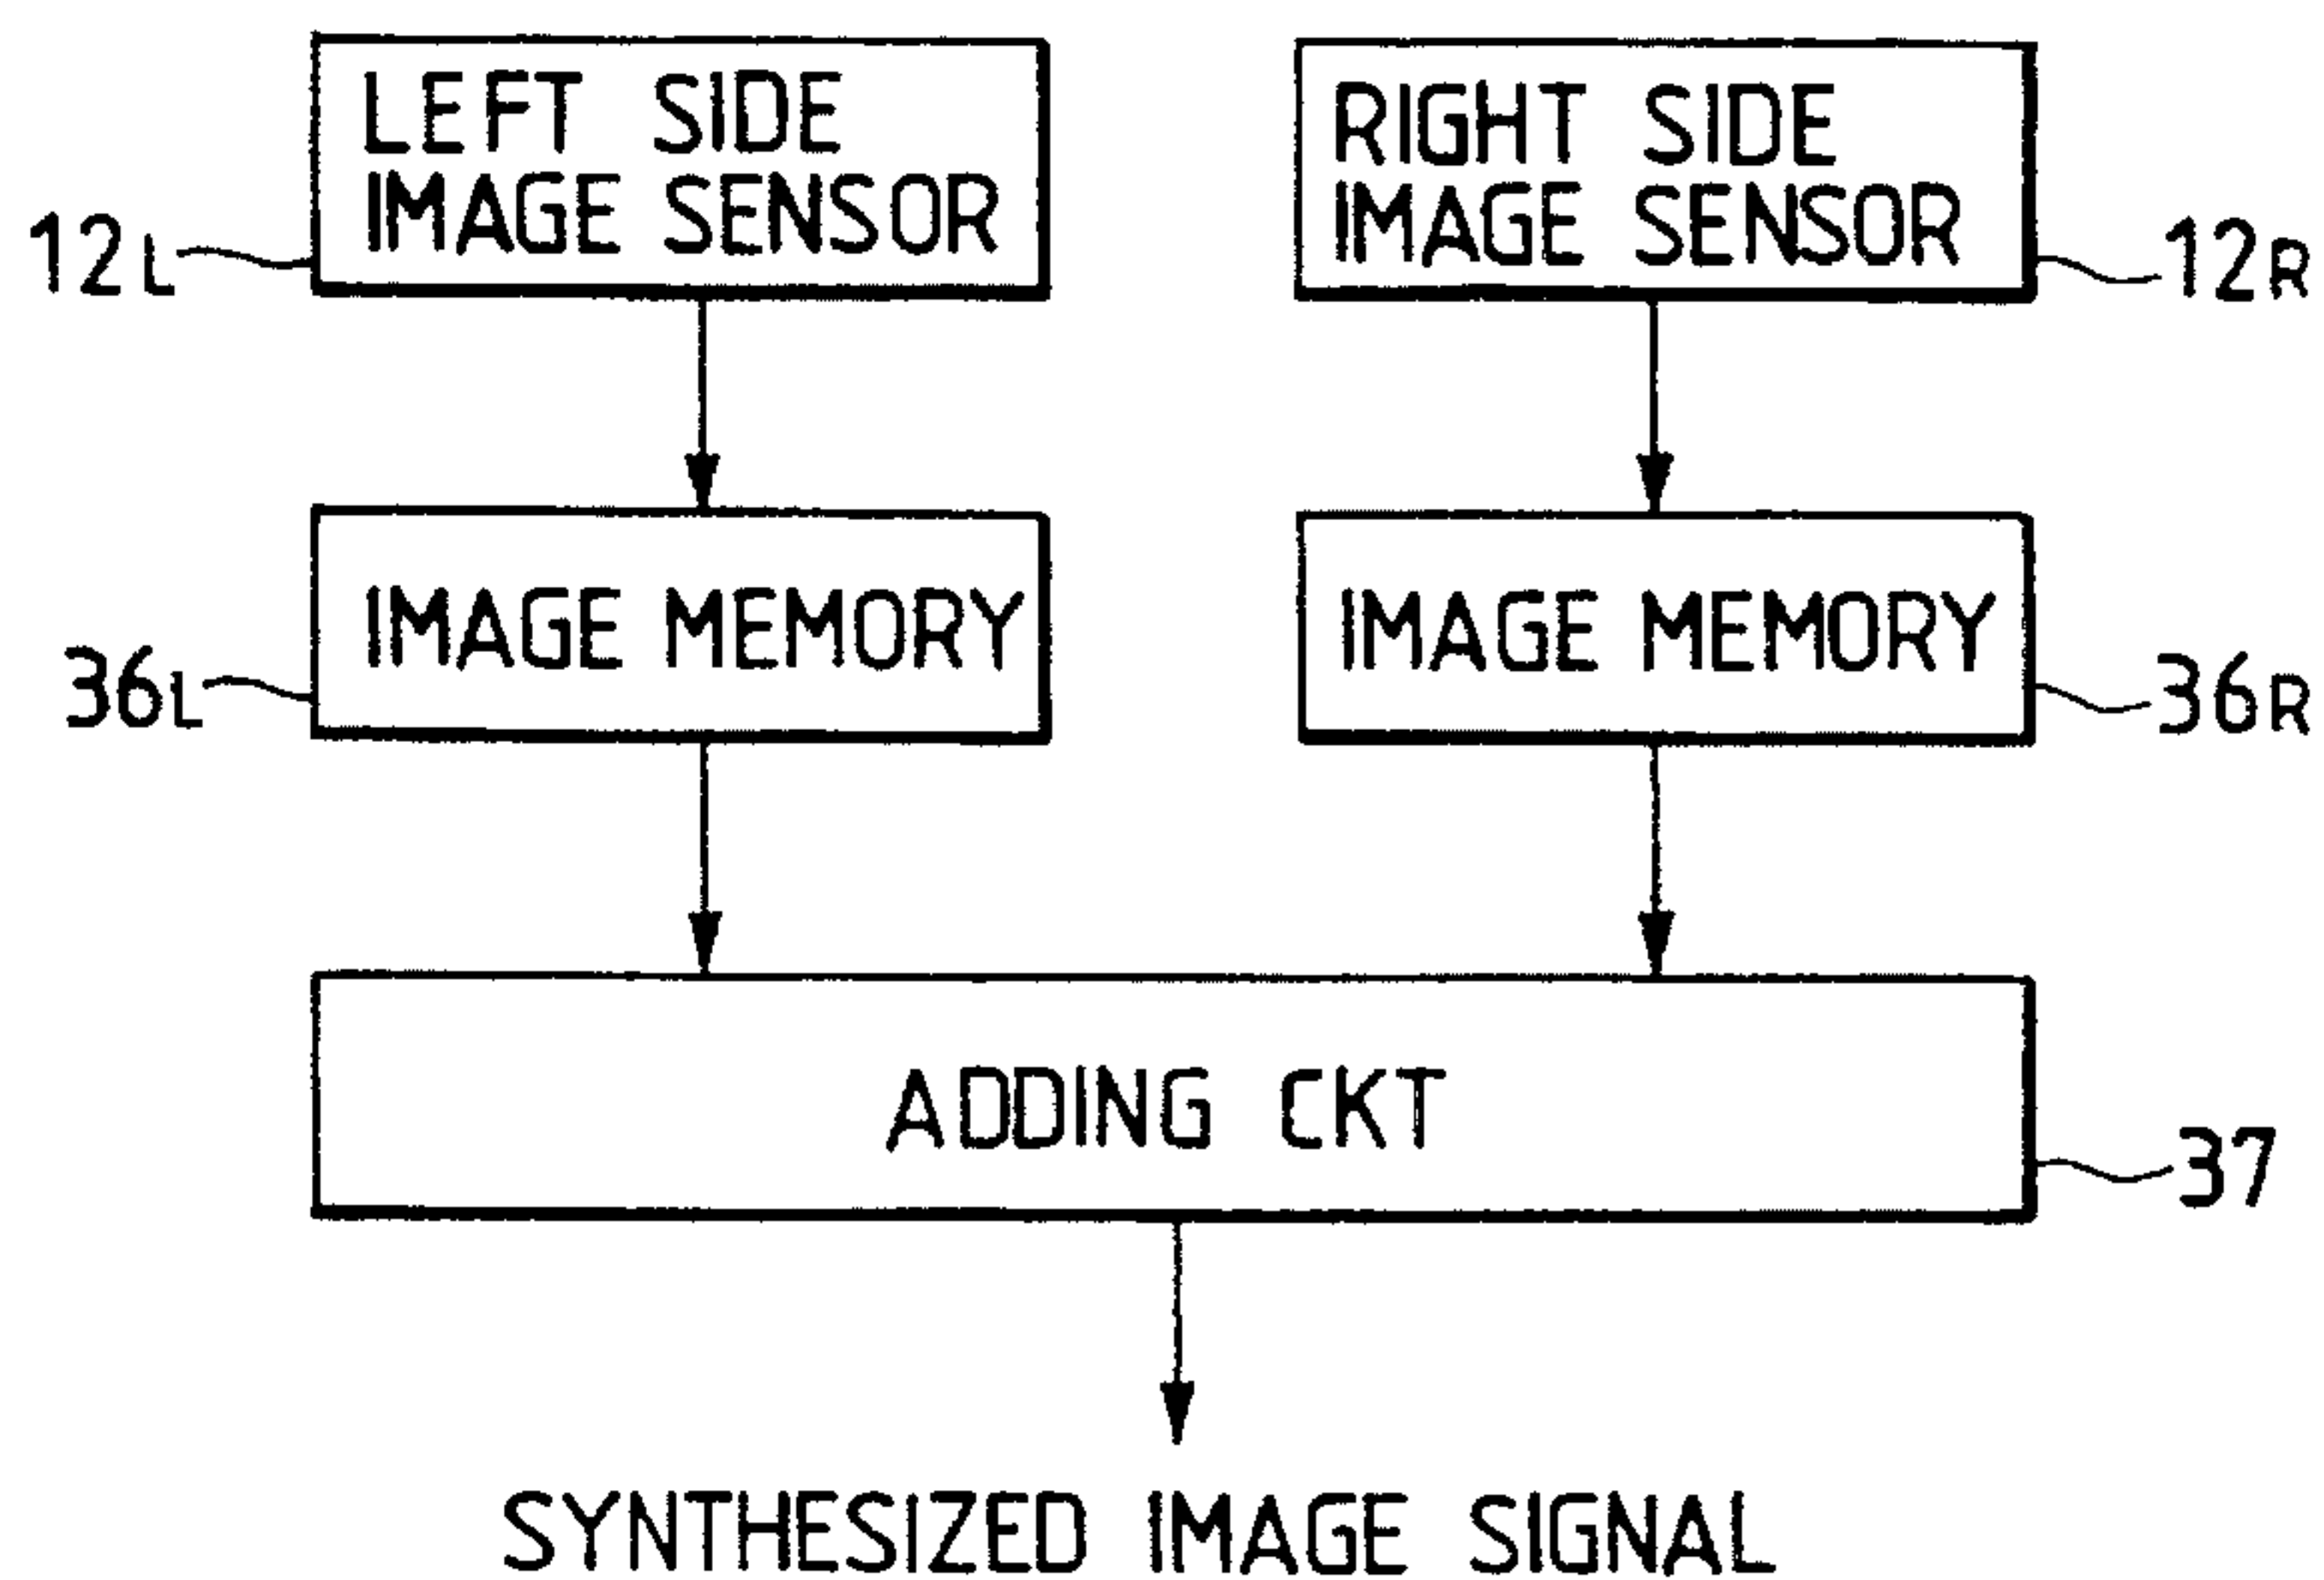 LEFT SIDE
IMAGE SENSOR
12L
RIGHT SIDE
IMAGE SENSOR
12R
IMAGE MEMORY
36L
IMAGE MEMORY
36R
ADDING CKT
37
SYNTHESIZED IMAGE SIGNAL